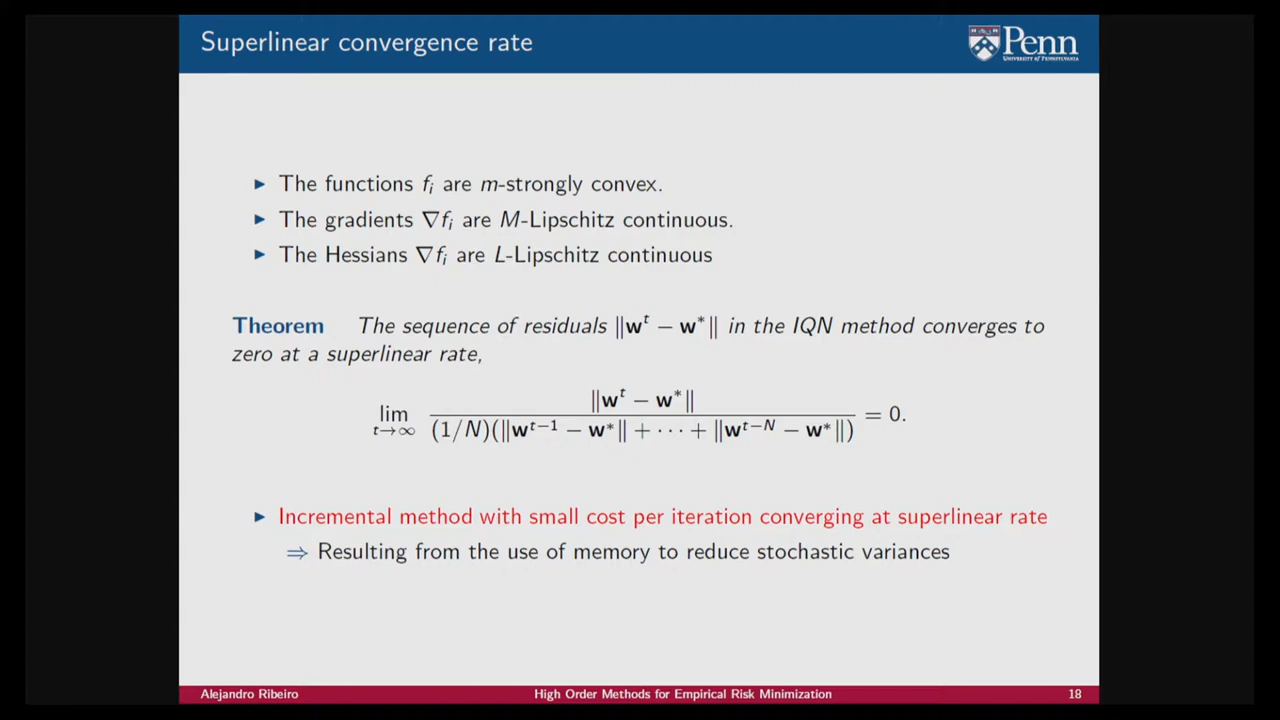 Superlinear convergence rate
Penn
UNIVERSITY OF PENNSYLVANIA
▶ The functions fᵢ are m-strongly convex.
▶ The gradients ∇fᵢ are M-Lipschitz continuous.
▶ The Hessians ∇fᵢ are L-Lipschitz continuous
Theorem The sequence of residuals ‖wᵗ − w*‖ in the IQN method converges to
zero at a superlinear rate,
lim_{t→∞} ‖wᵗ − w*‖ / (1/N)(‖wᵗ⁻¹ − w*‖ + ⋯ + ‖wᵗ⁻ᴺ − w*‖) = 0.
▶ Incremental method with small cost per iteration converging at superlinear rate
⇒ Resulting from the use of memory to reduce stochastic variances
Alejandro Ribeiro High Order Methods for Empirical Risk Minimization 18